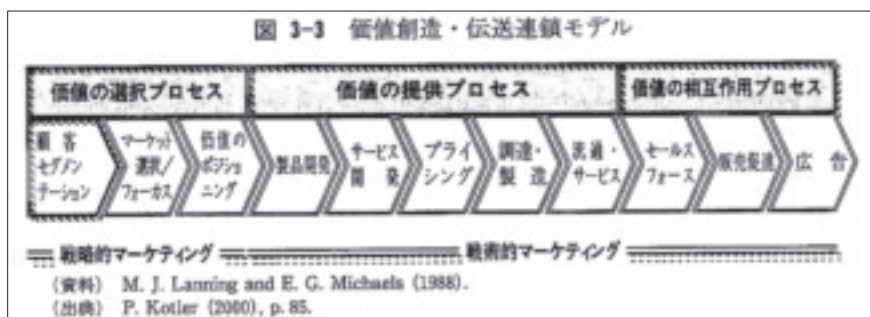 図 3-3 価値創造・伝送連鎖モデル
価値の選択プロセス 価値の提供プロセス 価値の相互作用プロセス
顧客
セグメン
テーション
マーケット
選択/
フォーカス
価値の
ポジショ
ニング
製品開発
サービス
開発
プライ
シング
調達・
製造
流通・
サービス
セールス
フォース
販売促進
広告
戦略的マーケティング 戦術的マーケティング
(資料) M. J. Lanning and E. G. Michaels (1988).
(出典) P. Kotler (2000), p. 85.